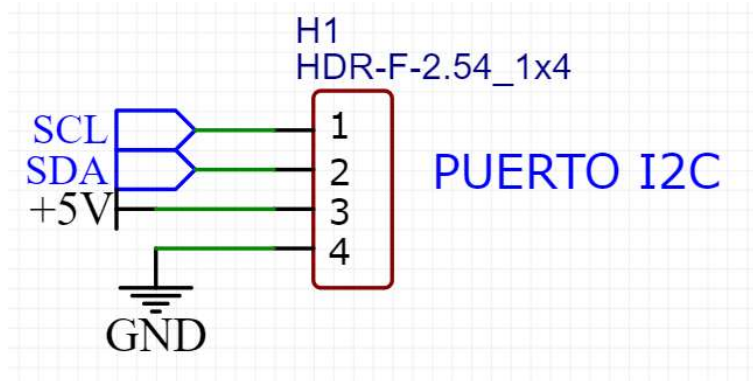 H1
HDR-F-2.54_1x4
SCL
1
SDA
2
PUERTO I2C
+5V
3
4
GND